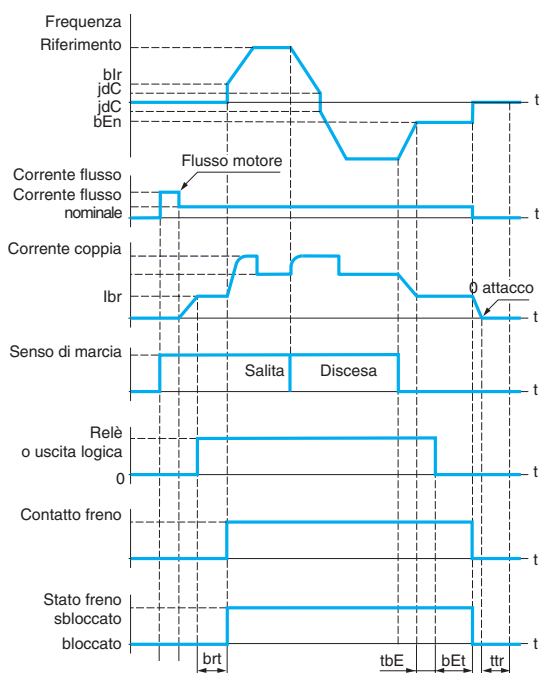 Frequenza
Riferimento
bIr
jdC
jdC
bEn
t
Flusso motore
Corrente flusso
Corrente flusso
nominale
t
Corrente coppia
Ibr
0 attacco
t
Senso di marcia
Salita
Discesa
t
Relè
o uscita logica
0
t
Contatto freno
t
Stato freno
sbloccato
bloccato
t
brt
tbE
bEt
ttr